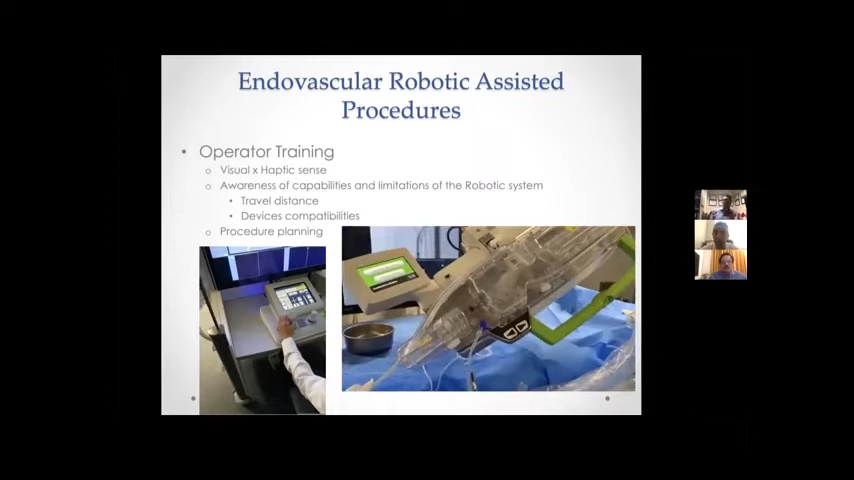 Endovascular Robotic Assisted
Procedures
• Operator Training
o Visual x Haptic sense
o Awareness of capabilities and limitations of the Robotic system
• Travel distance
• Devices compatibilities
o Procedure planning